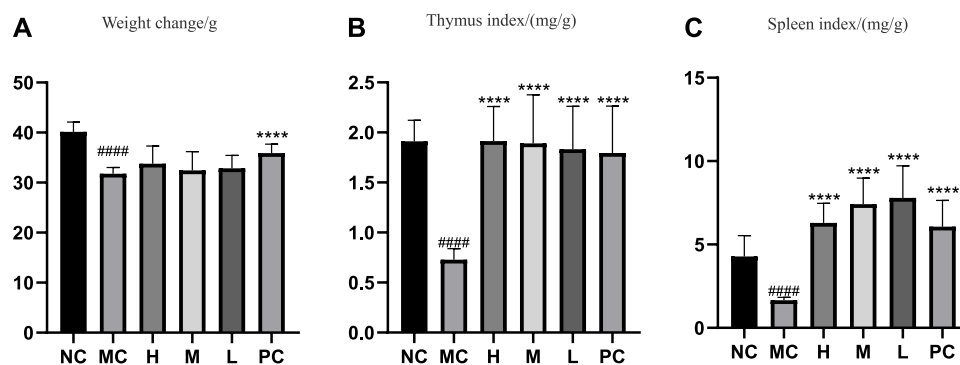 A
Weight change/g
50
40
30
20
10
0
####
****
NC MC H M L PC
B
Thymus index/(mg/g)
2.5
2.0
1.5
1.0
0.5
0.0
####
**** **** **** ****
NC MC H M L PC
C
Spleen index/(mg/g)
15
10
5
0
####
**** **** **** ****
NC MC H M L PC